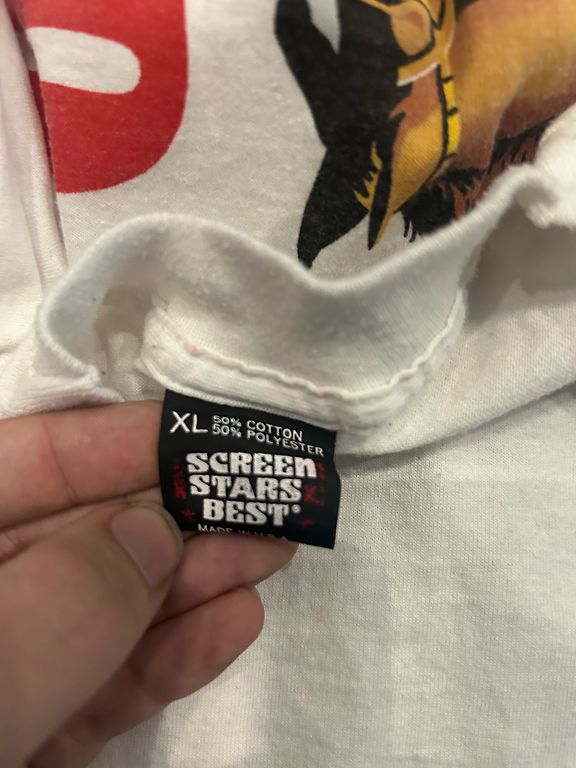 XL 50% COTTON
50% POLYESTER
SCREEN
STARS
BEST®
MADE IN U.S.A.